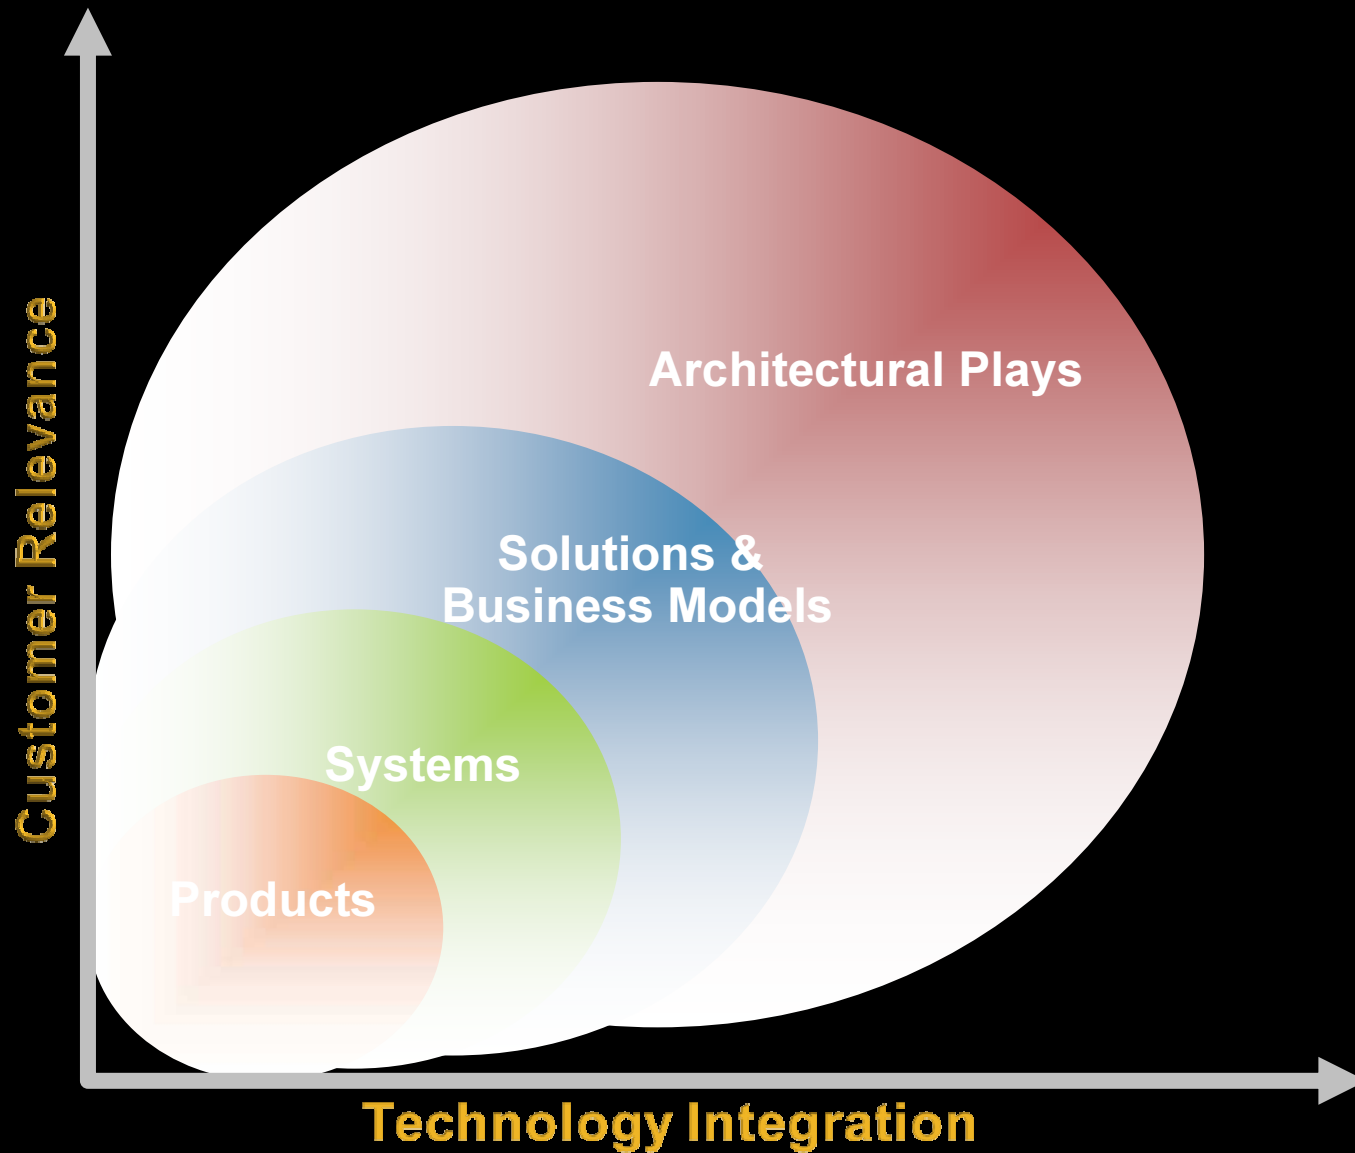 Customer Relevance
Architectural Plays
Solutions &
Business Models
Systems
Products
Technology Integration